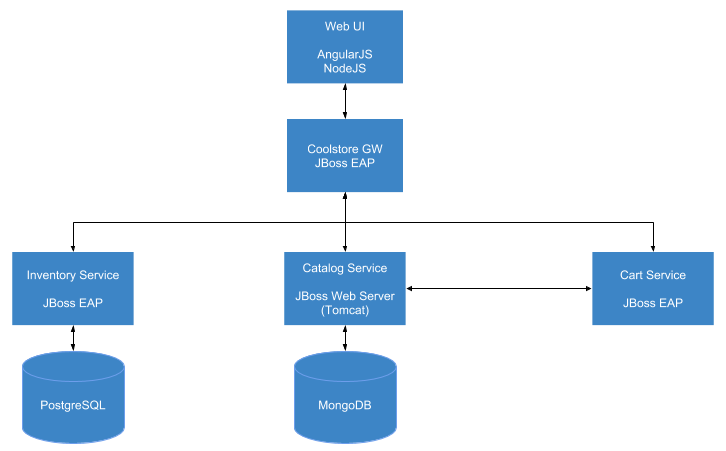 Web UI
AngularJS
NodeJS
Coolstore GW
JBoss EAP
Inventory Service
JBoss EAP
Catalog Service
JBoss Web Server
(Tomcat)
Cart Service
JBoss EAP
PostgreSQL
MongoDB